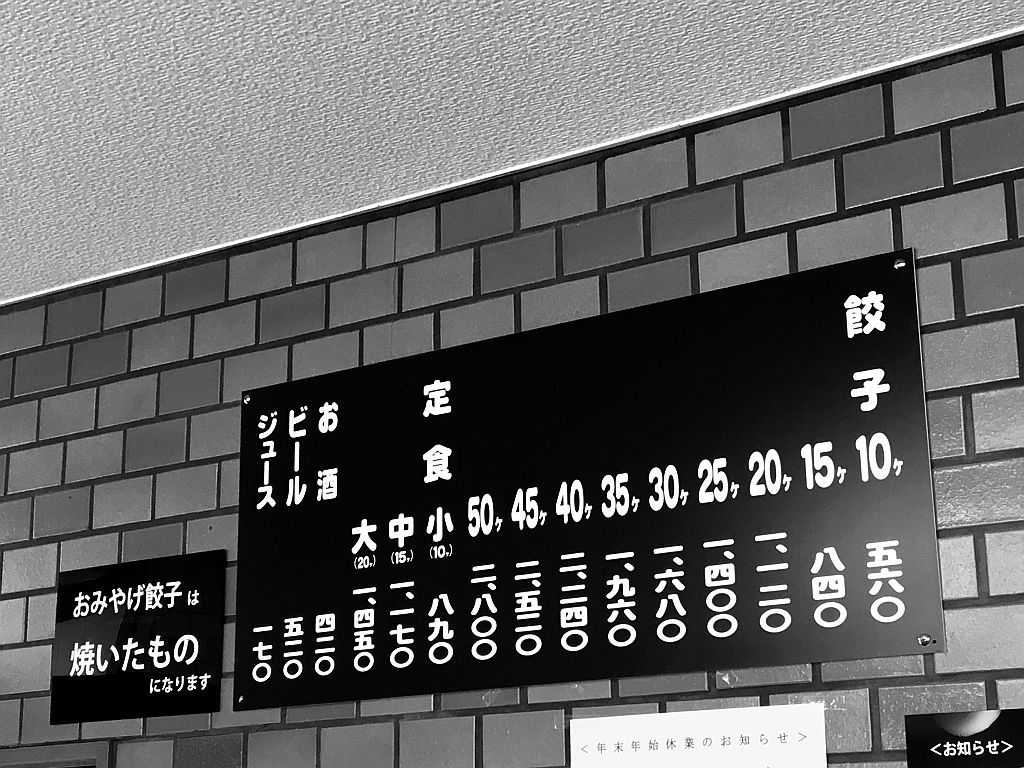 餃子
10ヶ 五六〇
15ヶ 八四〇
20ヶ 一、一二〇
25ヶ 一、四〇〇
30ヶ 一、六八〇
35ヶ 一、九六〇
40ヶ 二、二四〇
45ヶ 二、五二〇
50ヶ 二、八〇〇
定食
小(10ヶ) 八九〇
中(15ヶ) 一、一七〇
大(20ヶ) 一、四五〇
お酒 四二〇
ビール 五二〇
ジュース 一七〇
おみやげ餃子は
焼いたもの
になります
＜年末年始休業のお知らせ＞
＜お知らせ＞